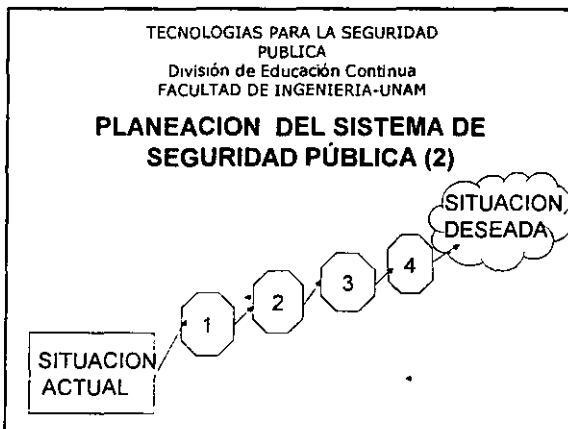 TECNOLOGIAS PARA LA SEGURIDAD
PUBLICA
División de Educación Continua
FACULTAD DE INGENIERIA-UNAM
PLANEACION DEL SISTEMA DE
SEGURIDAD PÚBLICA (2)
SITUACION
DESEADA
4
3
2
1
SITUACION
ACTUAL